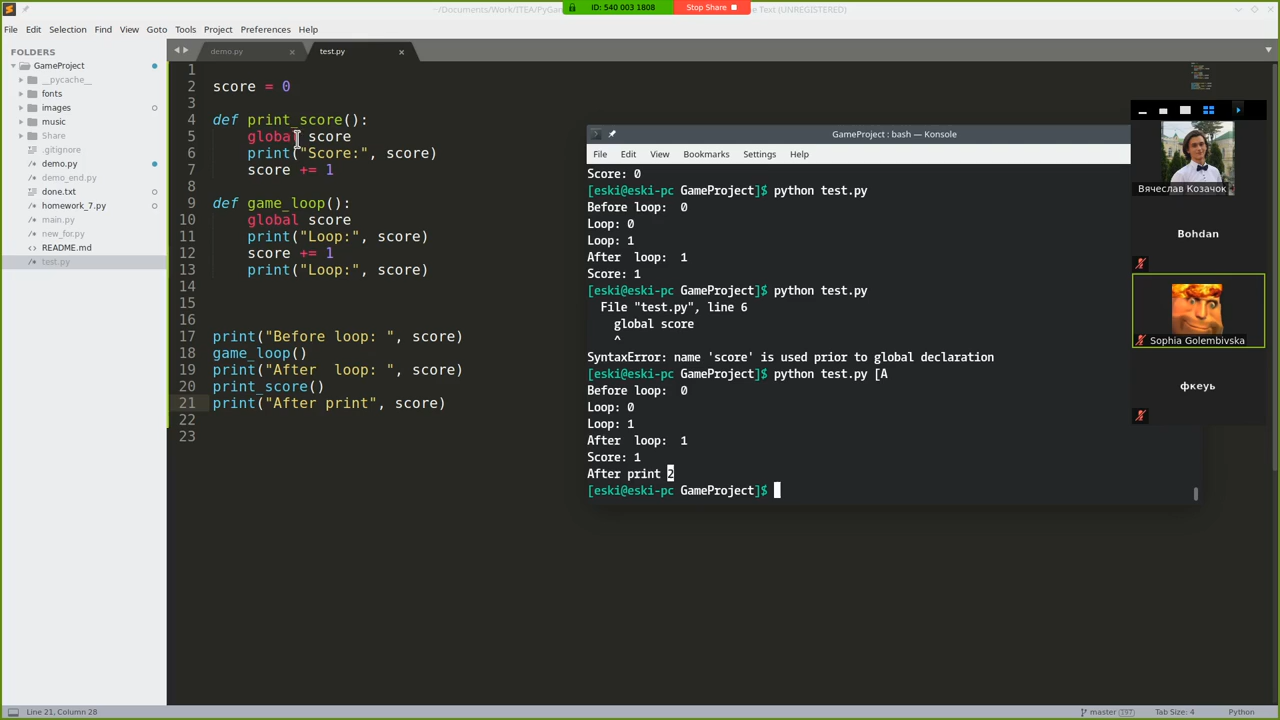 ~/Documents/Work/ITEA/PyGa
ID: 540 003 1808
Stop Share
e Text (UNREGISTERED)
File Edit Selection Find View Goto Tools Project Preferences Help
FOLDERS
GameProject
__pycache__
fonts
images
music
Share
.gitignore
demo.py
demo_end.py
done.txt
homework_7.py
main.py
new_for.py
README.md
test.py
demo.py
test.py
1
2 score = 0
3
4 def print_score():
5 global score
6 print("Score:", score)
7 score += 1
8
9 def game_loop():
10 global score
11 print("Loop:", score)
12 score += 1
13 print("Loop:", score)
14
15
16
17 print("Before loop: ", score)
18 game_loop()
19 print("After  loop: ", score)
20 print_score()
21 print("After print", score)
22
23
GameProject : bash — Konsole
File Edit View Bookmarks Settings Help
Score: 0
[eski@eski-pc GameProject]$ python test.py
Before loop:  0
Loop: 0
Loop: 1
After  loop:  1
Score: 1
[eski@eski-pc GameProject]$ python test.py
File "test.py", line 6
global score
^
SyntaxError: name 'score' is used prior to global declaration
[eski@eski-pc GameProject]$ python test.py [A
Before loop:  0
Loop: 0
Loop: 1
After  loop:  1
Score: 1
After print 2
[eski@eski-pc GameProject]$
Вячеслав Козачок
Bohdan
Sophia Golembivska
фкеуь
Line 21, Column 28
master 197
Tab Size: 4
Python